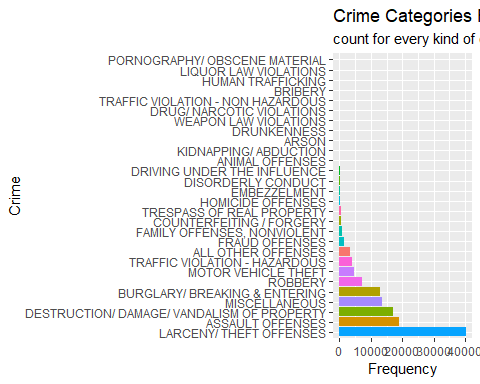 Crime Categories
count for every kind of
PORNOGRAPHY/ OBSCENE MATERIAL
LIQUOR LAW VIOLATIONS
HUMAN TRAFFICKING
BRIBERY
TRAFFIC VIOLATION - NON HAZARDOUS
DRUG/ NARCOTIC VIOLATIONS
WEAPON LAW VIOLATIONS
DRUNKENNESS
ARSON
KIDNAPPING/ ABDUCTION
ANIMAL OFFENSES
DRIVING UNDER THE INFLUENCE
DISORDERLY CONDUCT
EMBEZZELMENT
HOMICIDE OFFENSES
TRESPASS OF REAL PROPERTY
COUNTERFEITING / FORGERY
FAMILY OFFENSES, NONVIOLENT
FRAUD OFFENSES
ALL OTHER OFFENSES
TRAFFIC VIOLATION - HAZARDOUS
MOTOR VEHICLE THEFT
ROBBERY
BURGLARY/ BREAKING & ENTERING
MISCELLANEOUS
DESTRUCTION/ DAMAGE/ VANDALISM OF PROPERTY
ASSAULT OFFENSES
LARCENY/ THEFT OFFENSES
Crime
0 10000 20000 30000 40000
Frequency